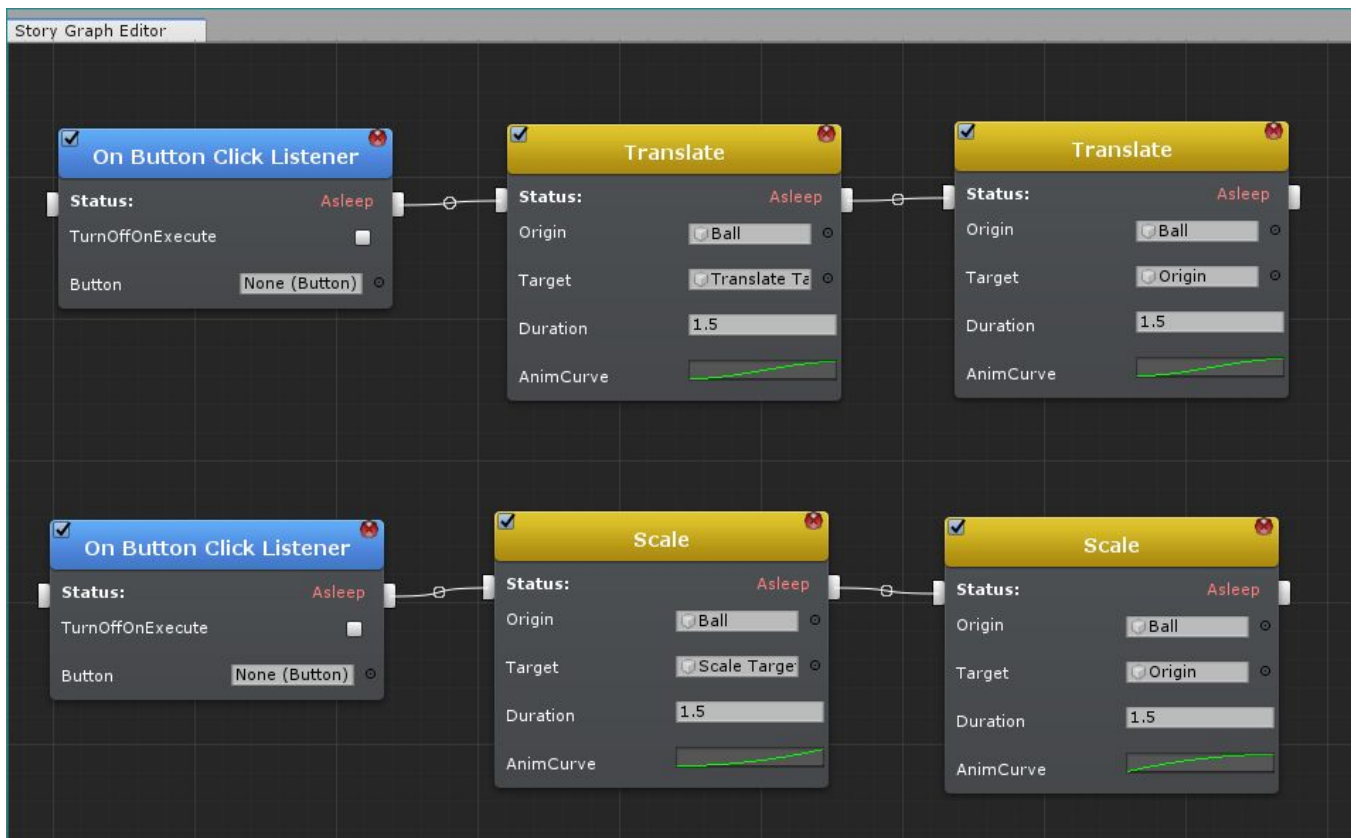 Story Graph Editor
On Button Click Listener
Status: Asleep
TurnOffOnExecute
Button None (Button)
Translate
Status: Asleep
Origin Ball
Target Translate Ta
Duration 1.5
AnimCurve
Translate
Status: Asleep
Origin Ball
Target Origin
Duration 1.5
AnimCurve
On Button Click Listener
Status: Asleep
TurnOffOnExecute
Button None (Button)
Scale
Status: Asleep
Origin Ball
Target Scale Targe
Duration 1.5
AnimCurve
Scale
Status: Asleep
Origin Ball
Target Origin
Duration 1.5
AnimCurve